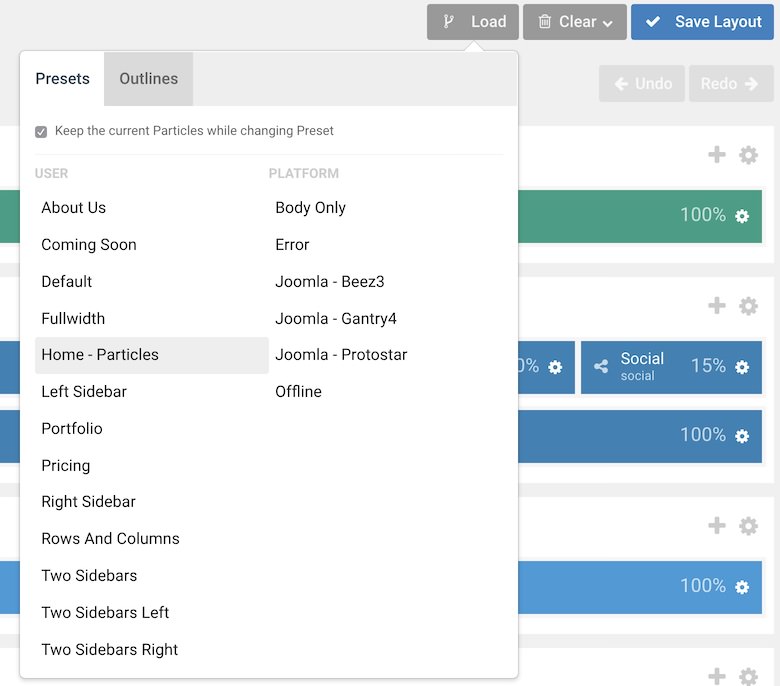 Load
Clear
Save Layout
Presets
Outlines
Undo
Redo
Keep the current Particles while changing Preset
USER
About Us
Coming Soon
Default
Fullwidth
Home - Particles
Left Sidebar
Portfolio
Pricing
Right Sidebar
Rows And Columns
Two Sidebars
Two Sidebars Left
Two Sidebars Right
PLATFORM
Body Only
Error
Joomla - Beez3
Joomla - Gantry4
Joomla - Protostar
Offline
100%
0%
Social
social
15%
100%
100%